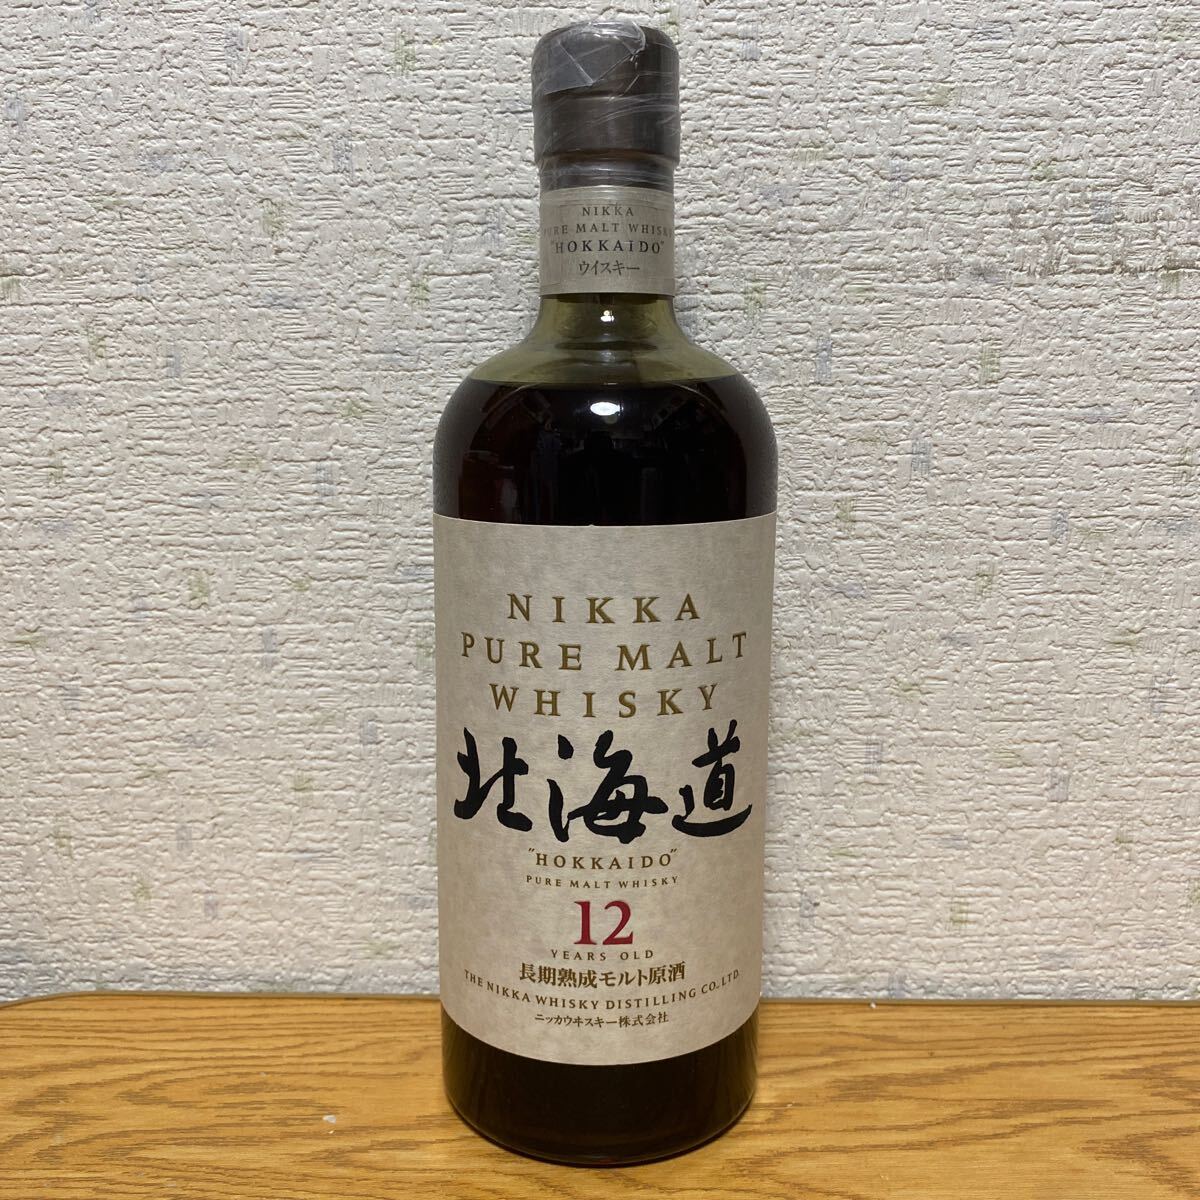 NIKKA
PURE MALT WHISKY
"HOKKAIDO"
ウイスキー
NIKKA
PURE MALT
WHISKY
北海道
"HOKKAIDO"
PURE MALT WHISKY
12
YEARS OLD
長期熟成モルト原酒
THE NIKKA WHISKY DISTILLING CO., LTD.
ニッカウヰスキー株式会社